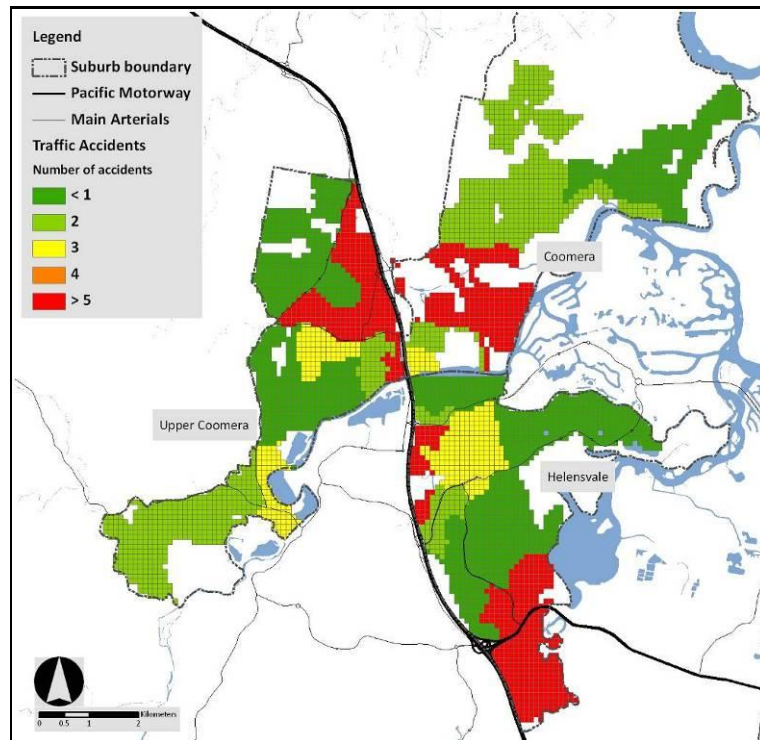 Legend
Suburb boundary
Pacific Motorway
Main Arterials
Traffic Accidents
Number of accidents
< 1
2
3
4
> 5
Coomera
Upper Coomera
Helensvale
Kilometers
0 0.5 1 2